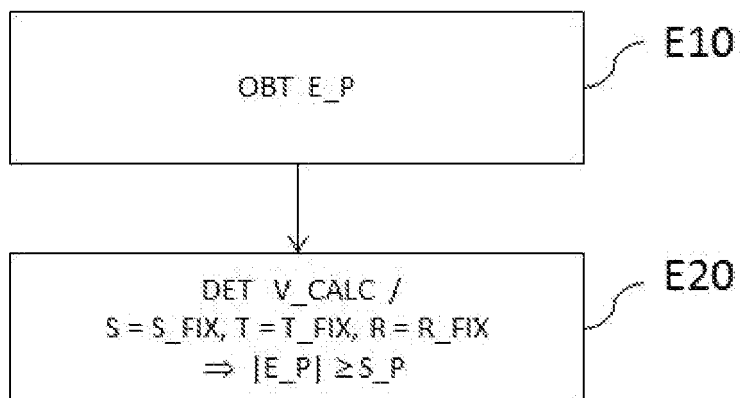 OBT E_P
E10
DET V_CALC /
S = S_FIX, T = T_FIX, R = R_FIX
⇒ |E_P| ≥ S_P
E20